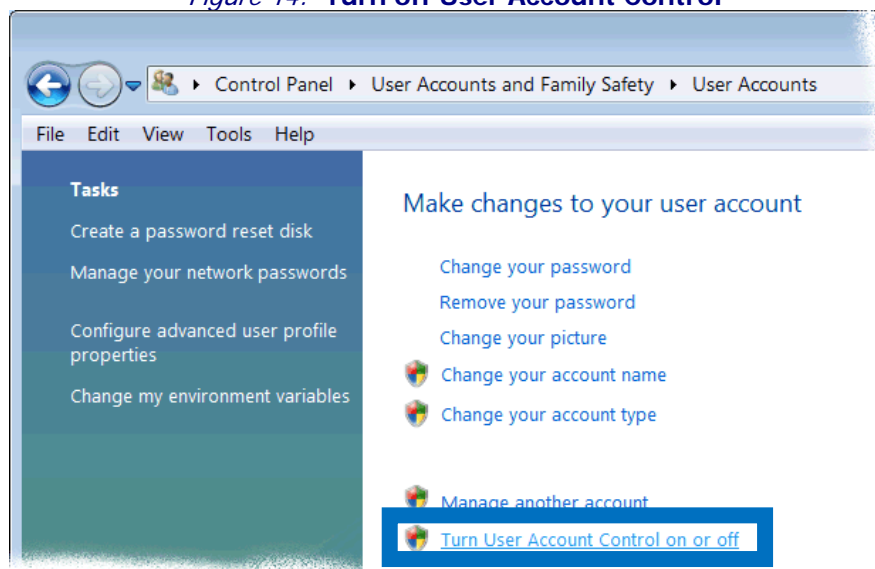 Figure 14: Turn off User Account Control
Control Panel ▸ User Accounts and Family Safety ▸ User Accounts
File Edit View Tools Help
Tasks
Create a password reset disk
Manage your network passwords
Configure advanced user profile
properties
Change my environment variables
Make changes to your user account
Change your password
Remove your password
Change your picture
Change your account name
Change your account type
Manage another account
Turn User Account Control on or off